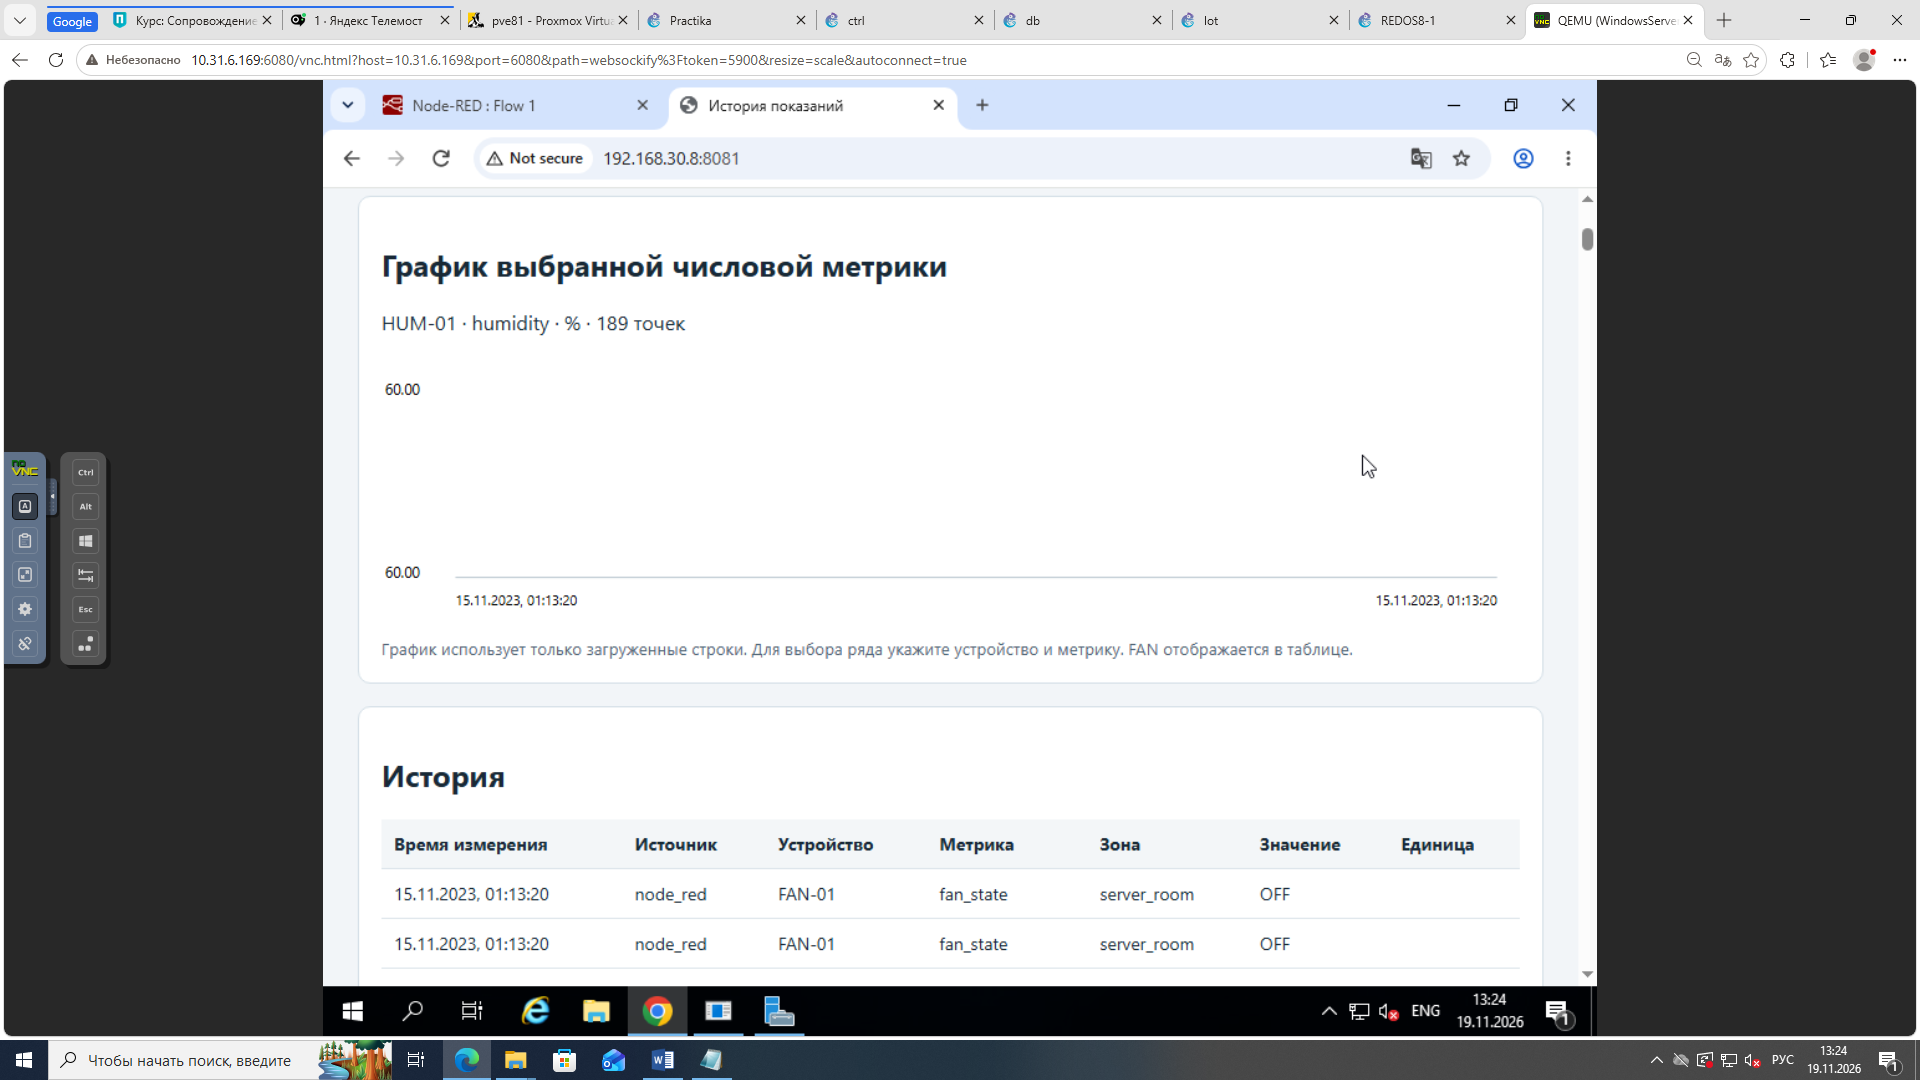 Google
Курс: Сопровождение
1 · Яндекс Телемост
pve81 - Proxmox Virtua
Practika
ctrl
db
Iot
REDOS8-1
QEMU (WindowsServe
Небезопасно
10.31.6.169:6080/vnc.html?host=10.31.6.169&port=6080&path=websockify%3Ftoken=5900&resize=scale&autoconnect=true
Node-RED : Flow 1
История показаний
Not secure
192.168.30.8:8081
График выбранной числовой метрики
HUM-01 · humidity · % · 189 точек
60.00
60.00
15.11.2023, 01:13:20
15.11.2023, 01:13:20
График использует только загруженные строки. Для выбора ряда укажите устройство и метрику. FAN отображается в таблице.
noVNC
Ctrl
Alt
Esc
История
Время измерения Источник Устройство Метрика Зона Значение Единица
15.11.2023, 01:13:20 node_red FAN-01 fan_state server_room OFF
15.11.2023, 01:13:20 node_red FAN-01 fan_state server_room OFF
ENG
13:24
19.11.2026
1
Чтобы начать поиск, введите
РУС
13:24
19.11.2026
1